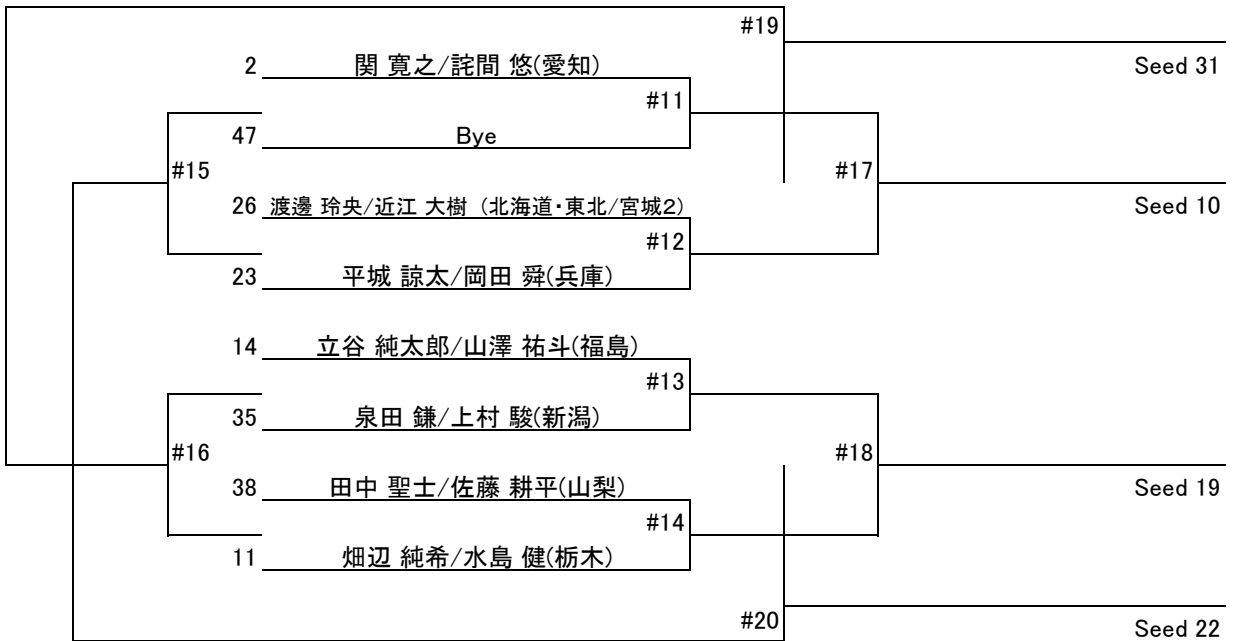 #19
2 関 寛之/詫間 悠(愛知)
Seed 31
#11
47 Bye
#15
#17
26 渡邊 玲央/近江 大樹 (北海道・東北/宮城2)
Seed 10
#12
23 平城 諒太/岡田 舜(兵庫)
14 立谷 純太郎/山澤 祐斗(福島)
#13
35 泉田 鎌/上村 駿(新潟)
#16
#18
38 田中 聖士/佐藤 耕平(山梨)
Seed 19
#14
11 畑辺 純希/水島 健(栃木)
#20
Seed 22